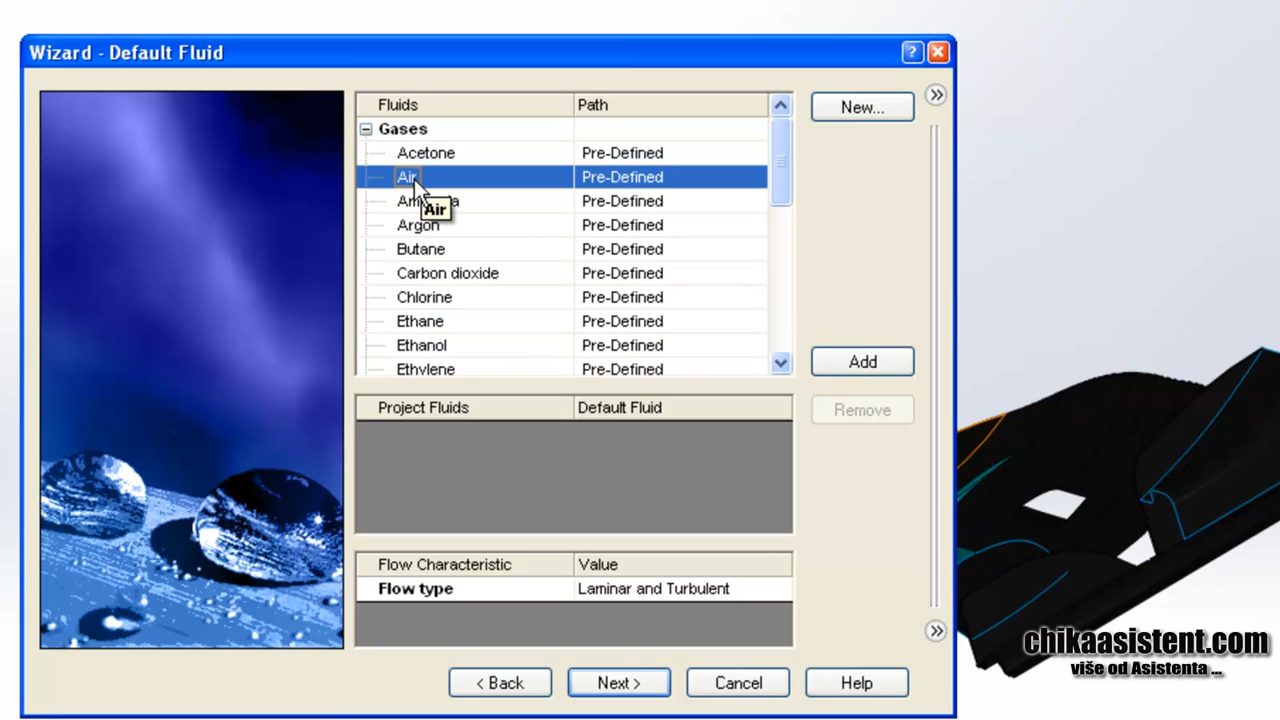 Wizard - Default Fluid
Fluids Path
Gases
Acetone Pre-Defined
Air Pre-Defined
Pre-Defined
Air
Argon Pre-Defined
Butane Pre-Defined
Carbon dioxide Pre-Defined
Chlorine Pre-Defined
Ethane Pre-Defined
Ethanol Pre-Defined
Ethylene Pre-Defined
New...
Add
Remove
Project Fluids Default Fluid
Flow Characteristic Value
Flow type Laminar and Turbulent
< Back Next > Cancel Help
chikaasistent.com
više od Asistenta ...